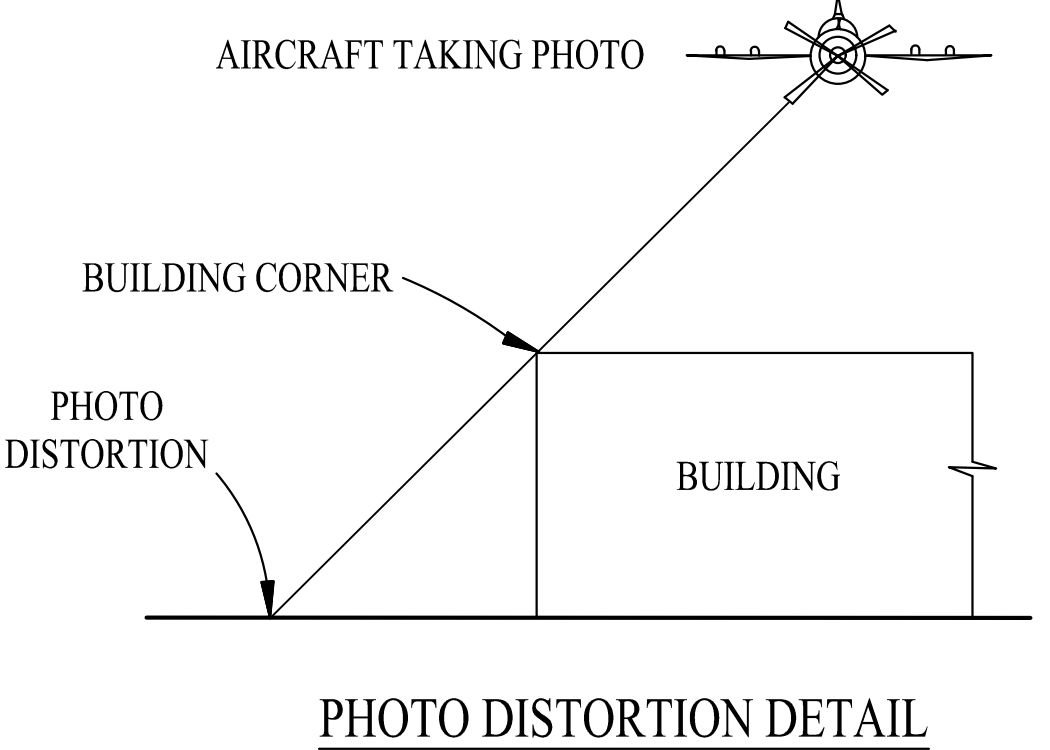 AIRCRAFT TAKING PHOTO
BUILDING CORNER
PHOTO
DISTORTION
BUILDING
PHOTO DISTORTION DETAIL